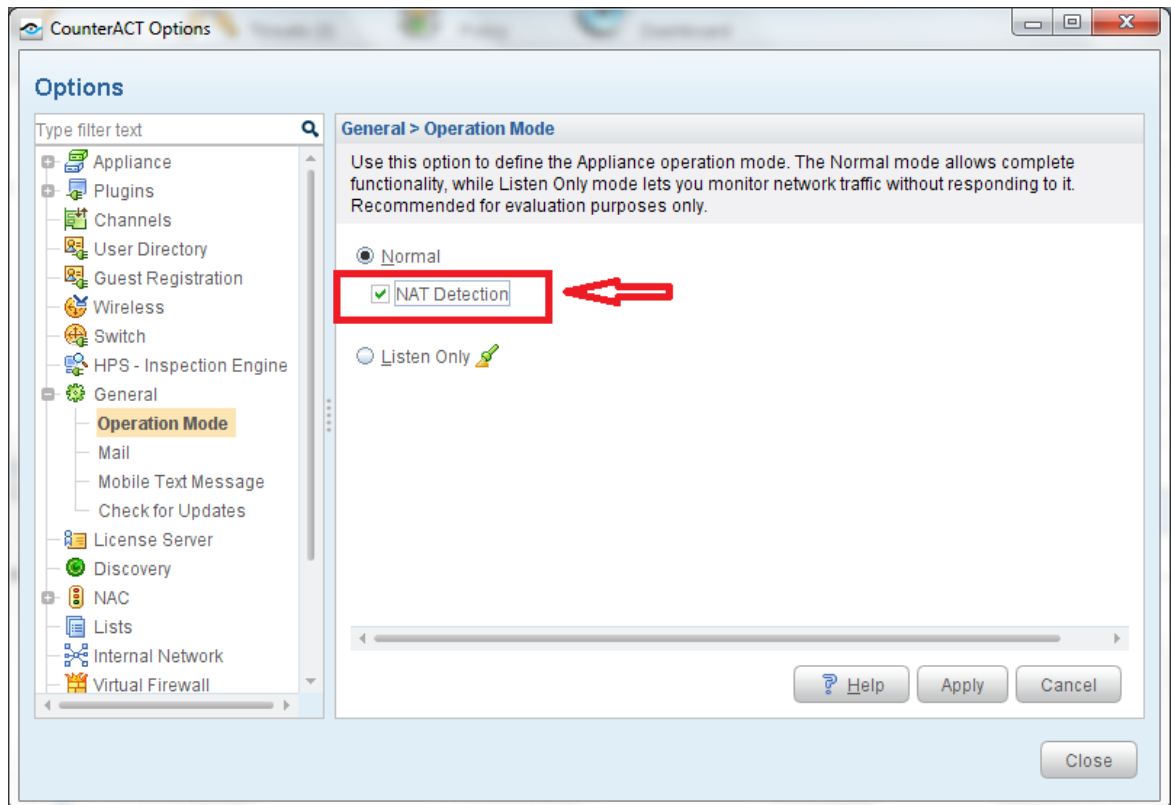 CounterACT Options
Options
Type filter text
Appliance
Plugins
Channels
User Directory
Guest Registration
Wireless
Switch
HPS - Inspection Engine
General
Operation Mode
Mail
Mobile Text Message
Check for Updates
License Server
Discovery
NAC
Lists
Internal Network
Virtual Firewall
General > Operation Mode
Use this option to define the Appliance operation mode. The Normal mode allows complete
functionality, while Listen Only mode lets you monitor network traffic without responding to it.
Recommended for evaluation purposes only.
Normal
NAT Detection
Listen Only
? Help
Apply
Cancel
Close